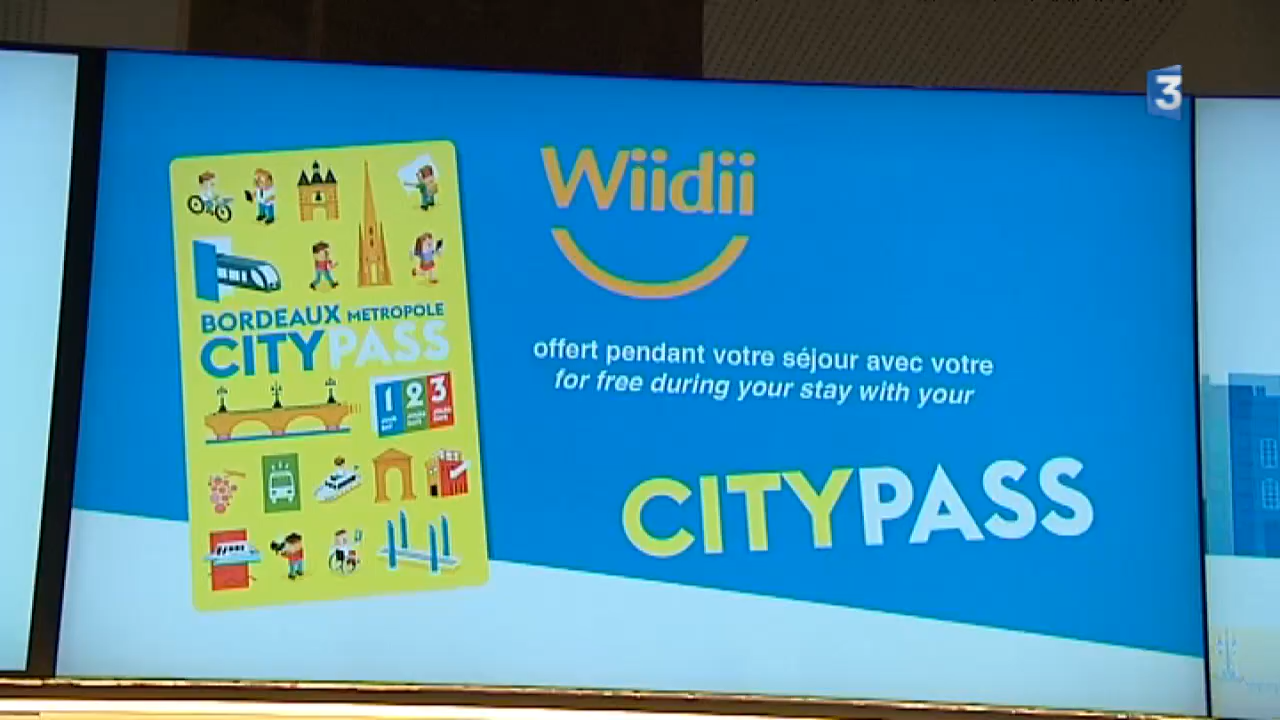 3
Wiidii
BORDEAUX METROPOLE
CITYPASS
1 2 3
offert pendant votre séjour avec votre
for free during your stay with your
CITYPASS